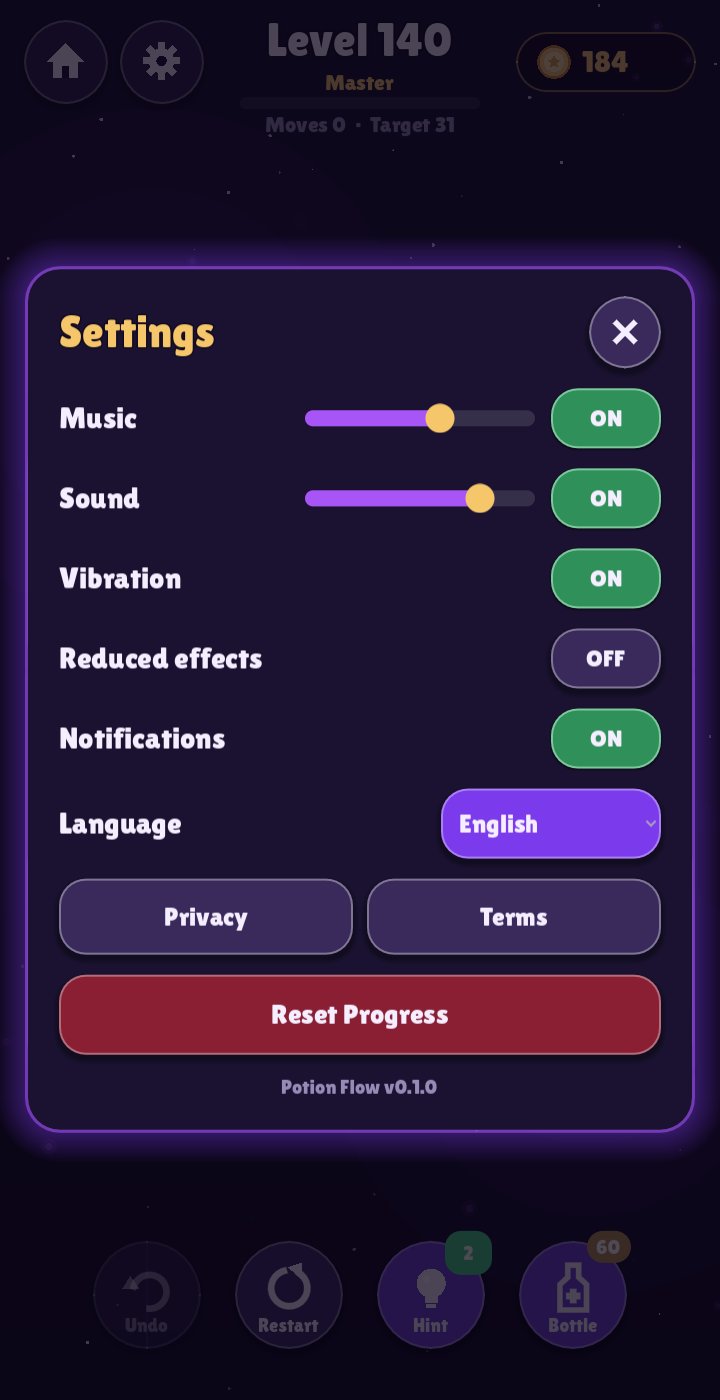 Level 140
184
Master
Moves 0 · Target 31
Settings
Music
ON
Sound
ON
Vibration
ON
Reduced effects
OFF
Notifications
ON
Language
English
Privacy
Terms
Reset Progress
Potion Flow v0.1.0
2
60
Undo
Restart
Hint
Bottle